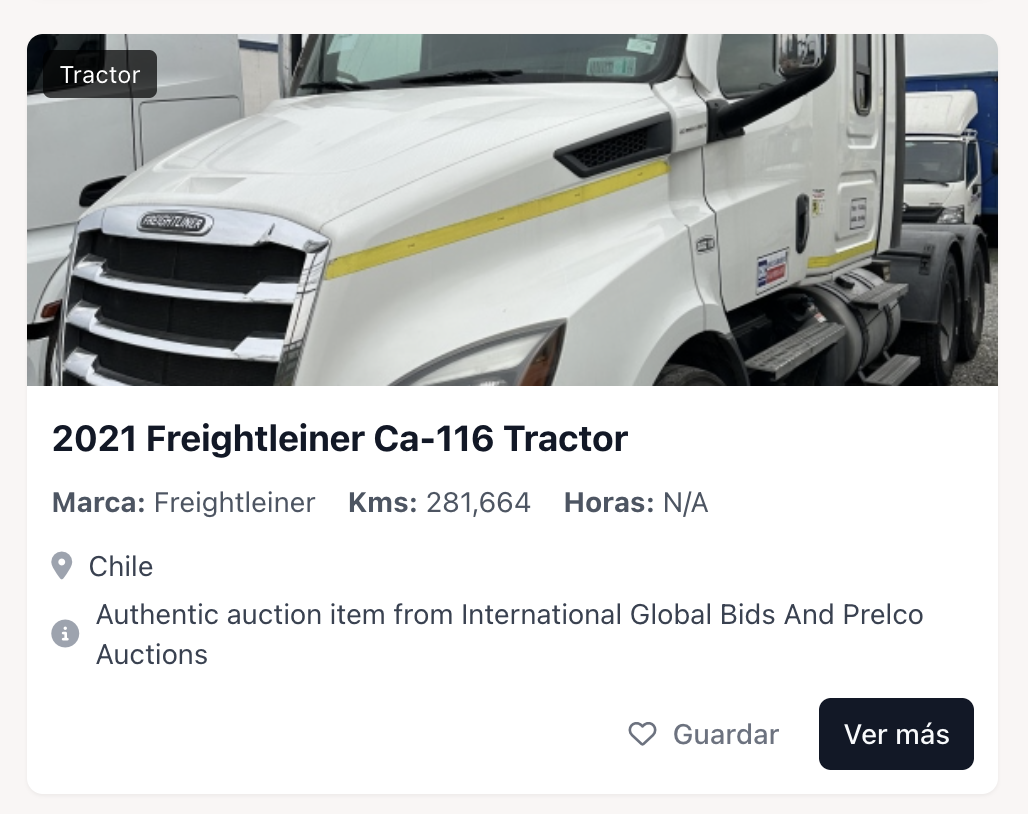 Tractor
FREIGHTLINER
2021 Freightleiner Ca-116 Tractor
Marca: Freightleiner Kms: 281,664 Horas: N/A
Chile
Authentic auction item from International Global Bids And Prelco
Auctions
Guardar Ver más